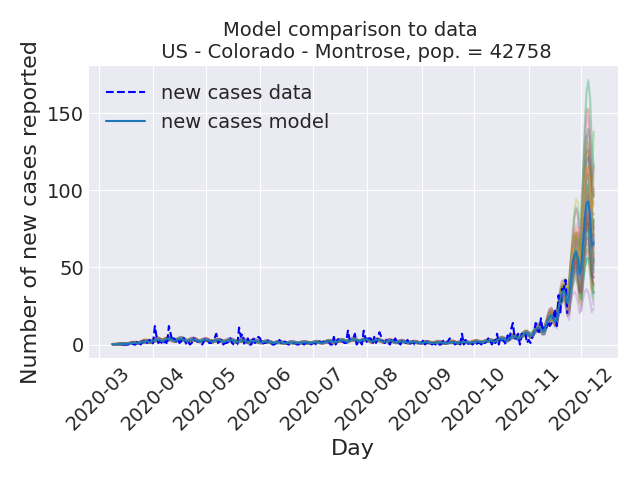 Model comparison to data
US - Colorado - Montrose, pop. = 42758
Number of new cases reported
150
100
50
0
new cases data
new cases model
2020-03
2020-04
2020-05
2020-06
2020-07
2020-08
2020-09
2020-10
2020-11
2020-12
Day